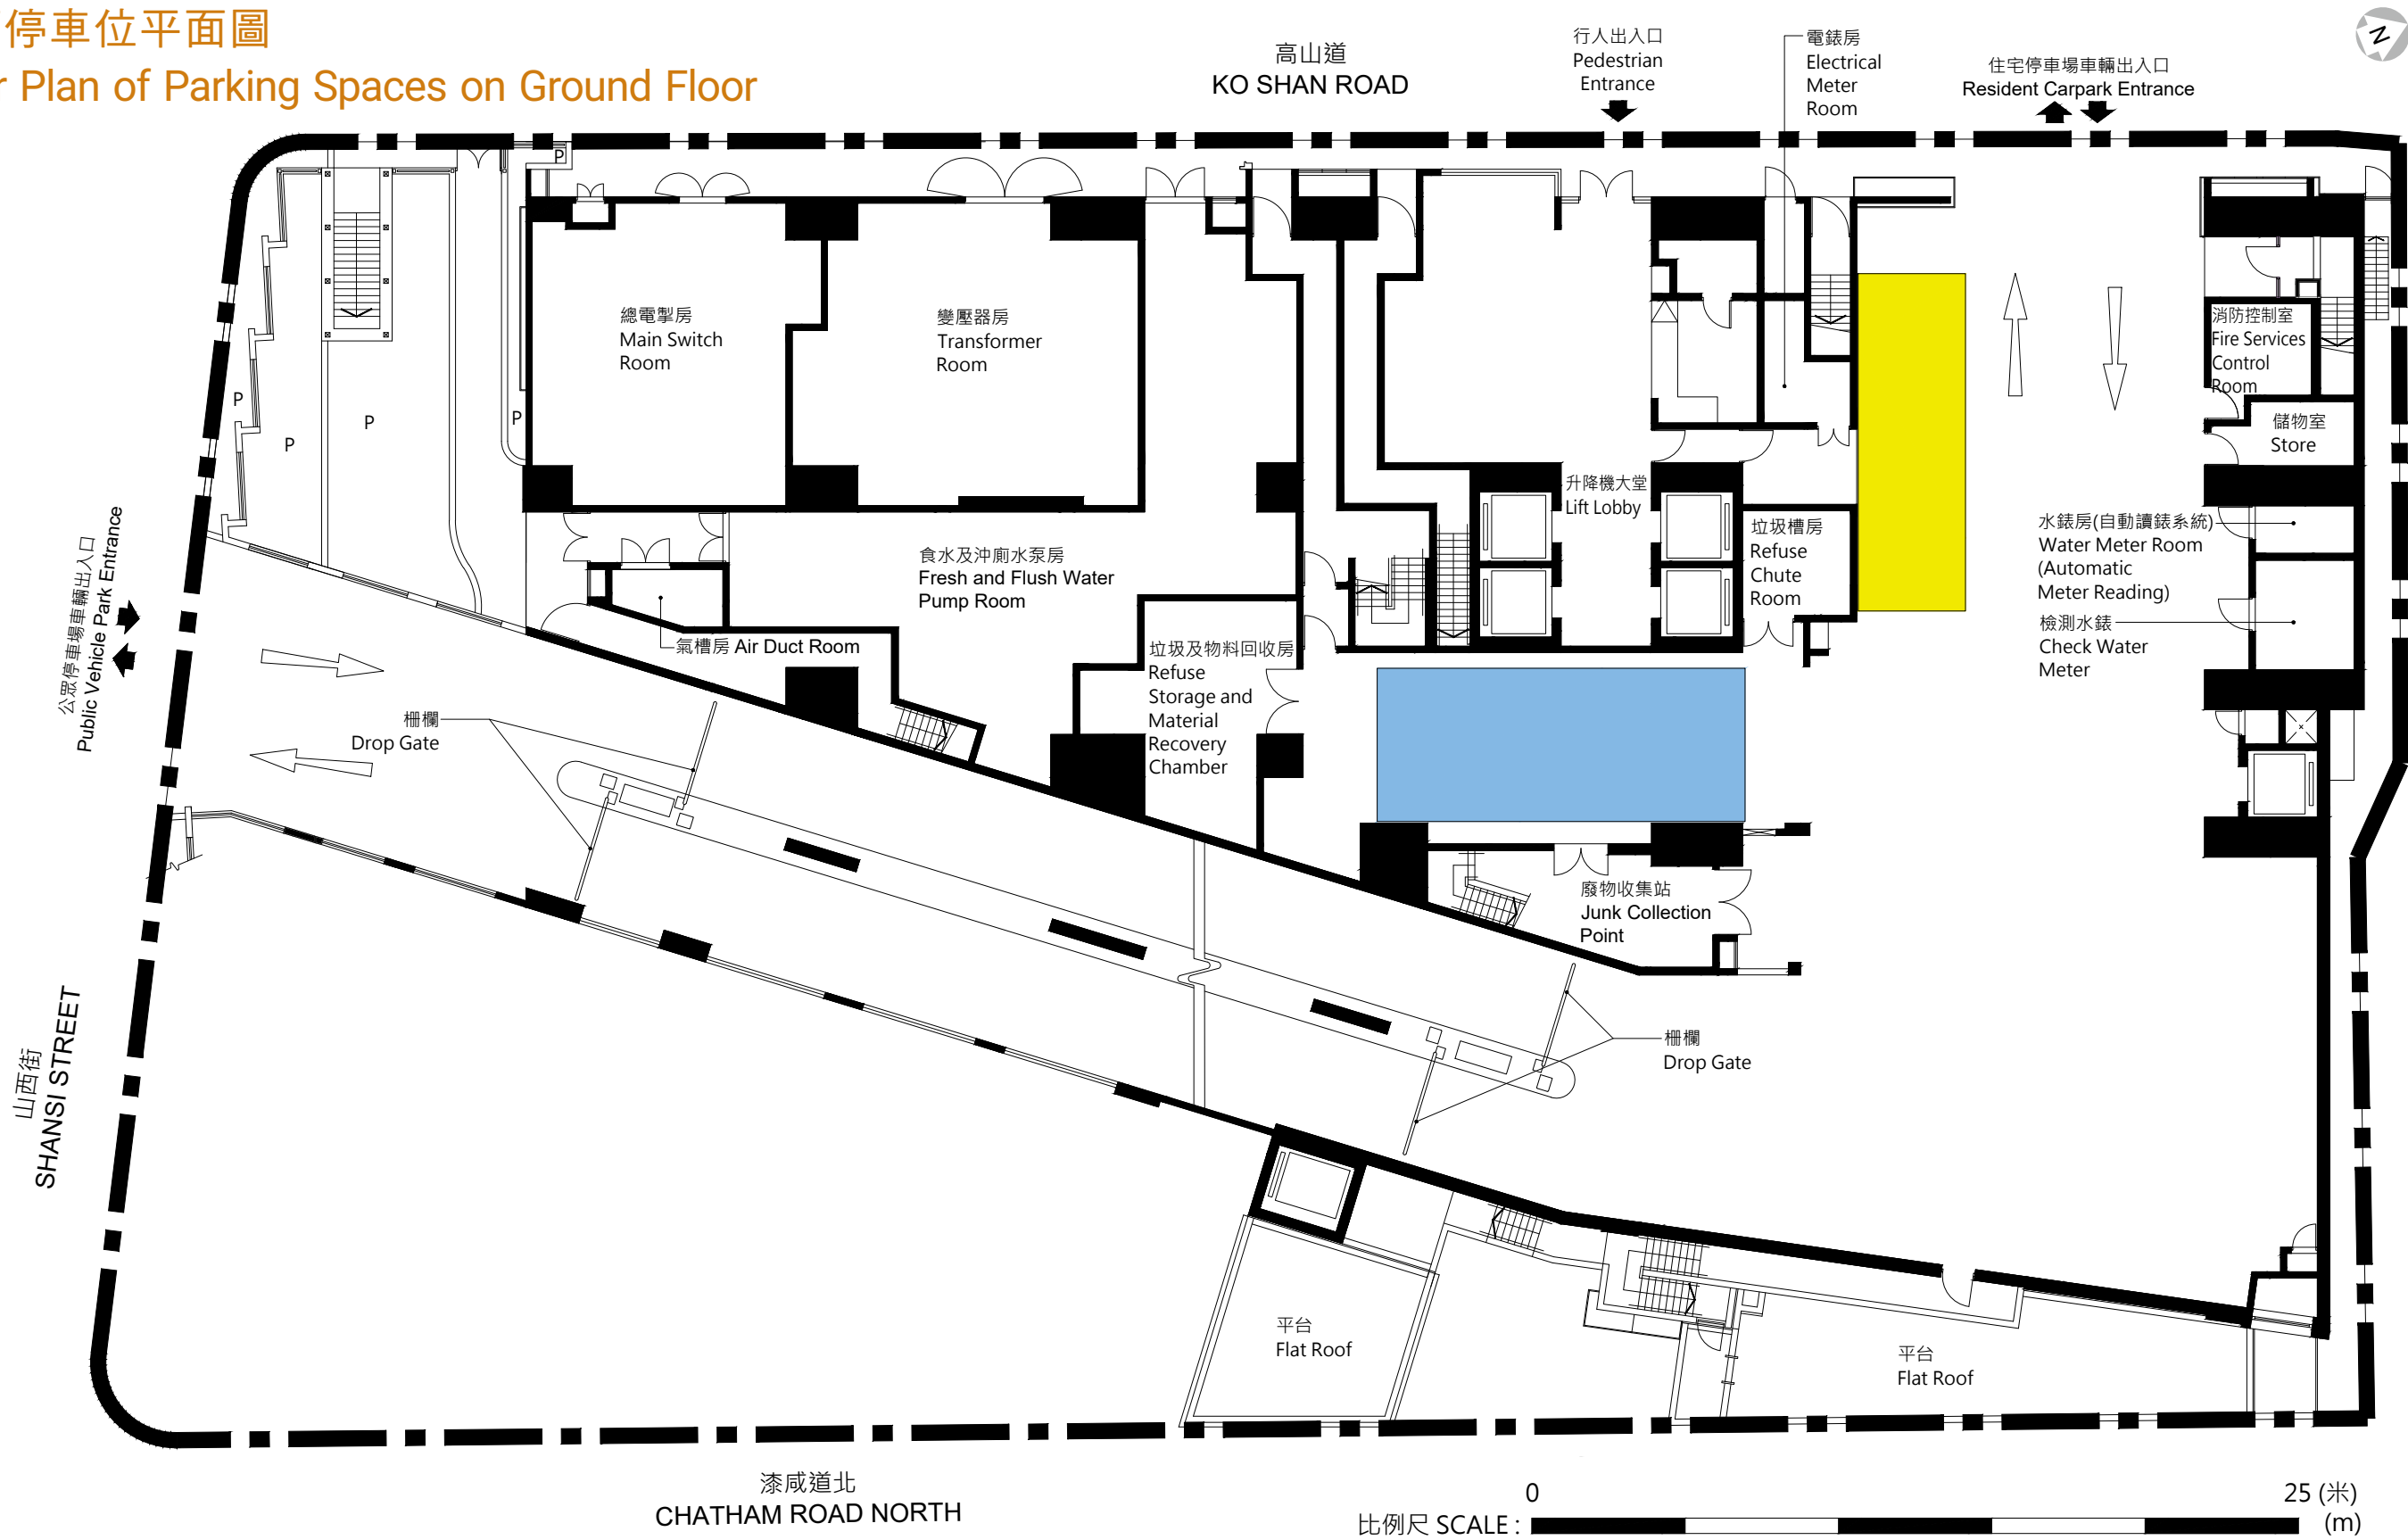 停車位平面圖
r Plan of Parking Spaces on Ground Floor
高山道
KO SHAN ROAD
行人出入口
Pedestrian
Entrance
電錶房
Electrical
Meter
Room
住宅停車場車輛出入口
Resident Carpark Entrance
N
P
總電掣房
Main Switch
Room
變壓器房
Transformer
Room
消防控制室
Fire Services
Control
Room
儲物室
Store
P
P
P
P
升降機大堂
Lift Lobby
垃圾槽房
Refuse
Chute
Room
水錶房(自動讀錶系統)
Water Meter Room
(Automatic
Meter Reading)
檢測水錶
Check Water
Meter
食水及沖廁水泵房
Fresh and Flush Water
Pump Room
氣槽房 Air Duct Room
垃圾及物料回收房
Refuse
Storage and
Material
Recovery
Chamber
公眾停車場車輛出入口
Public Vehicle Park Entrance
柵欄
Drop Gate
廢物收集站
Junk Collection
Point
柵欄
Drop Gate
山西街
SHANSI STREET
平台
Flat Roof
平台
Flat Roof
漆咸道北
CHATHAM ROAD NORTH
0
25 (米)
(m)
比例尺 SCALE :